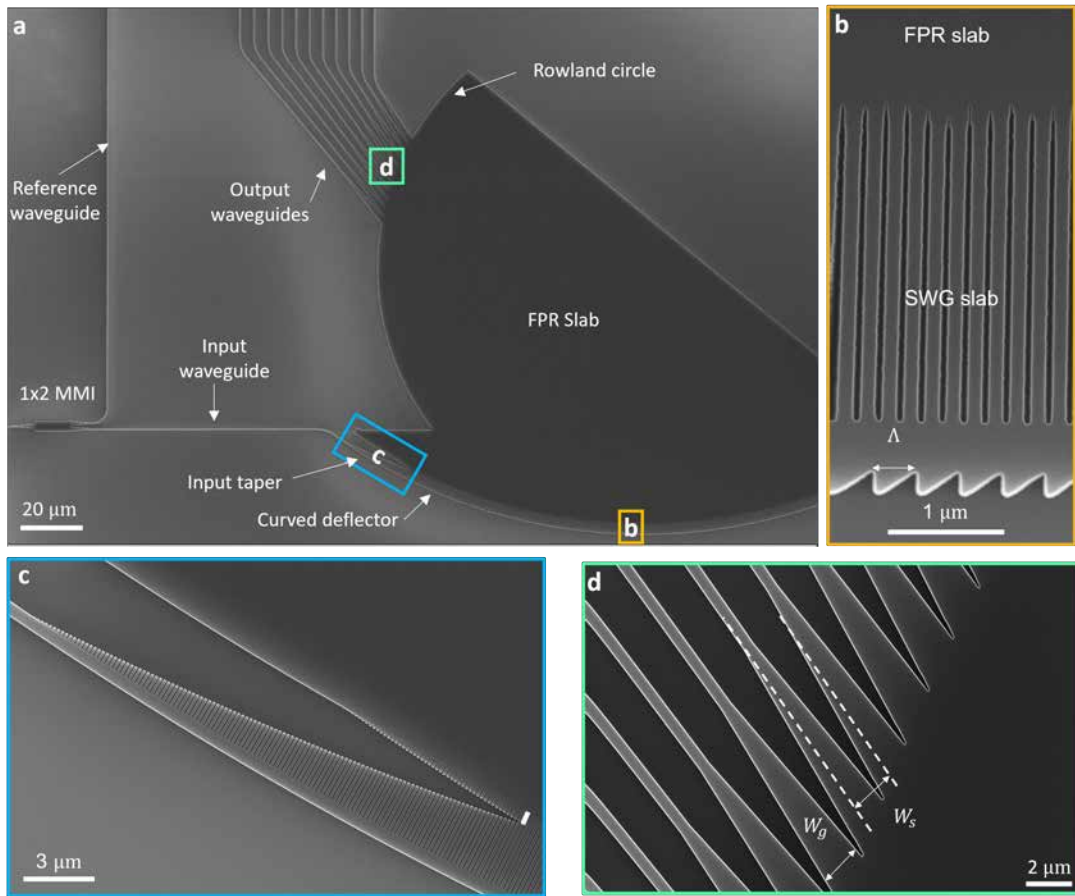 a
Rowland circle
Reference
waveguide
Output
waveguides
d
FPR Slab
Input
waveguide
1x2 MMI
c
Input taper
20 μm
Curved deflector
b
b
FPR slab
SWG slab
Λ
1 μm
c
3 μm
d
W_g
W_s
2 μm